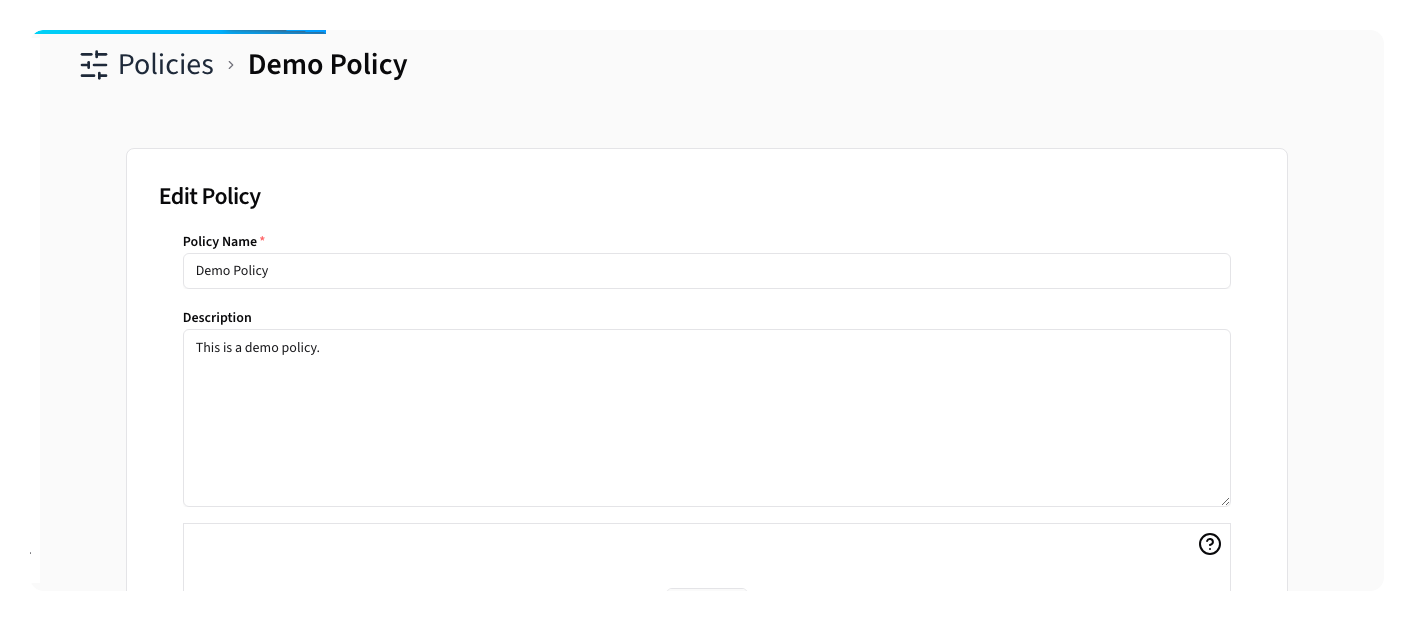 Policies › Demo Policy
Edit Policy
Policy Name *
Demo Policy
Description
This is a demo policy.